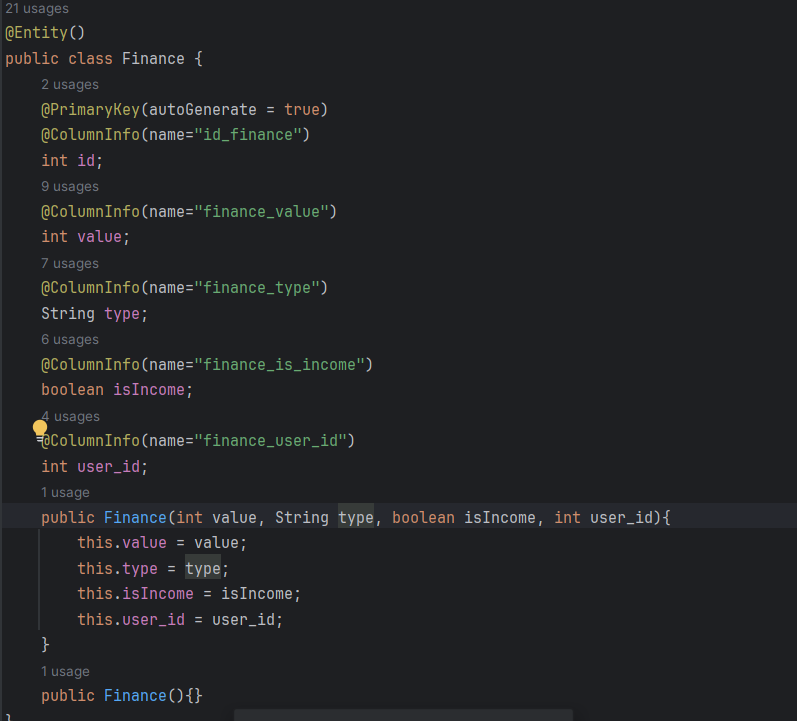 21 usages
@Entity()
public class Finance {
2 usages
@PrimaryKey(autoGenerate = true)
@ColumnInfo(name="id_finance")
int id;
9 usages
@ColumnInfo(name="finance_value")
int value;
7 usages
@ColumnInfo(name="finance_type")
String type;
6 usages
@ColumnInfo(name="finance_is_income")
boolean isIncome;
4 usages
@ColumnInfo(name="finance_user_id")
int user_id;
1 usage
public Finance(int value, String type, boolean isIncome, int user_id){
this.value = value;
this.type = type;
this.isIncome = isIncome;
this.user_id = user_id;
}
1 usage
public Finance(){}
}